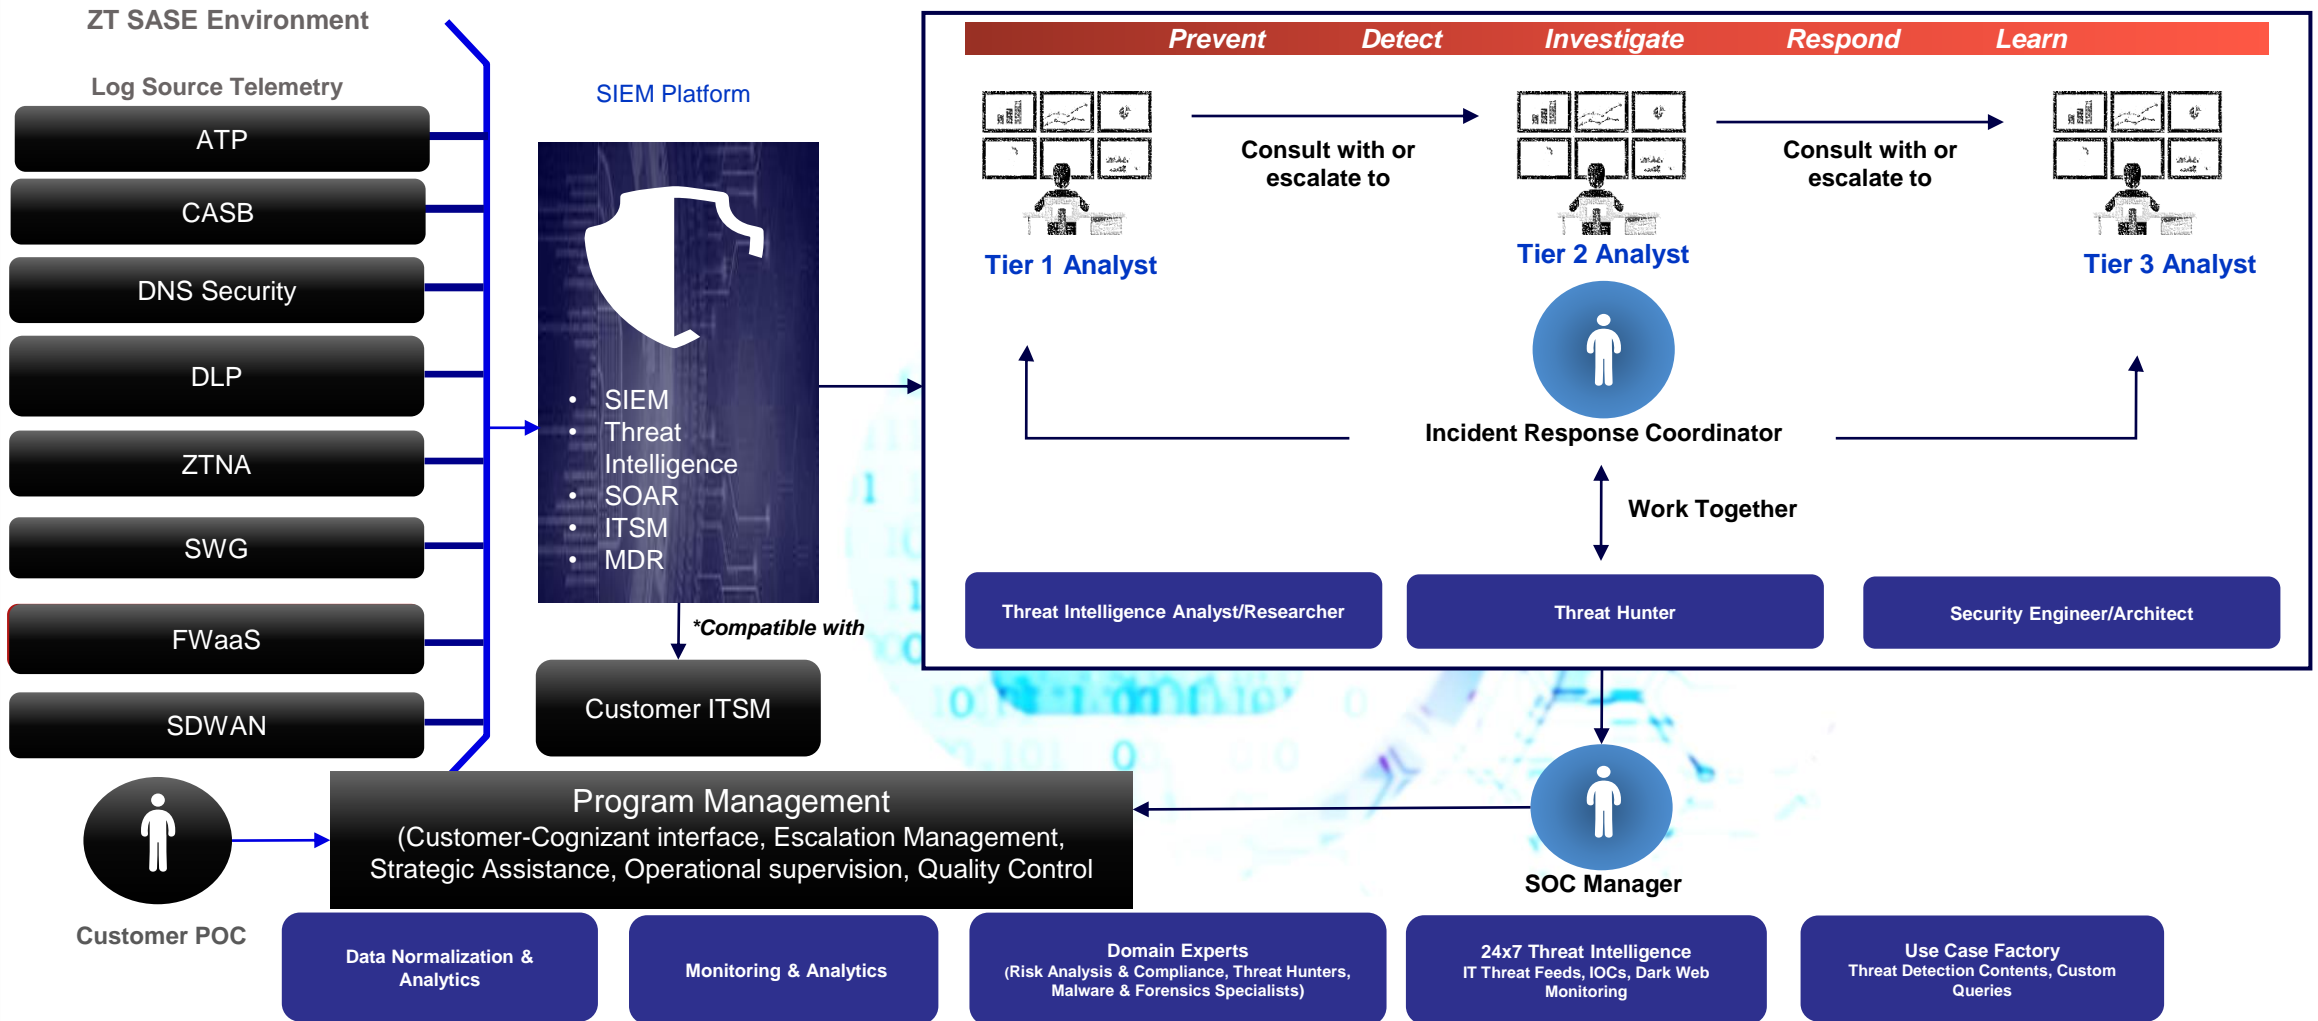 ZT SASE Environment
Log Source Telemetry
ATP
CASB
DNS Security
DLP
ZTNA
SWG
FWaaS
SDWAN
SIEM Platform
• SIEM
• Threat
Intelligence
• SOAR
• ITSM
• MDR
*Compatible with
Customer ITSM
Prevent Detect Investigate Respond Learn
Consult with or
escalate to
Consult with or
escalate to
Tier 1 Analyst
Tier 2 Analyst
Tier 3 Analyst
Incident Response Coordinator
Work Together
Threat Intelligence Analyst/Researcher
Threat Hunter
Security Engineer/Architect
Customer POC
Program Management
(Customer-Cognizant interface, Escalation Management,
Strategic Assistance, Operational supervision, Quality Control
SOC Manager
Data Normalization &
Analytics
Monitoring & Analytics
Domain Experts
(Risk Analysis & Compliance, Threat Hunters,
Malware & Forensics Specialists)
24x7 Threat Intelligence
IT Threat Feeds, IOCs, Dark Web
Monitoring
Use Case Factory
Threat Detection Contents, Custom
Queries